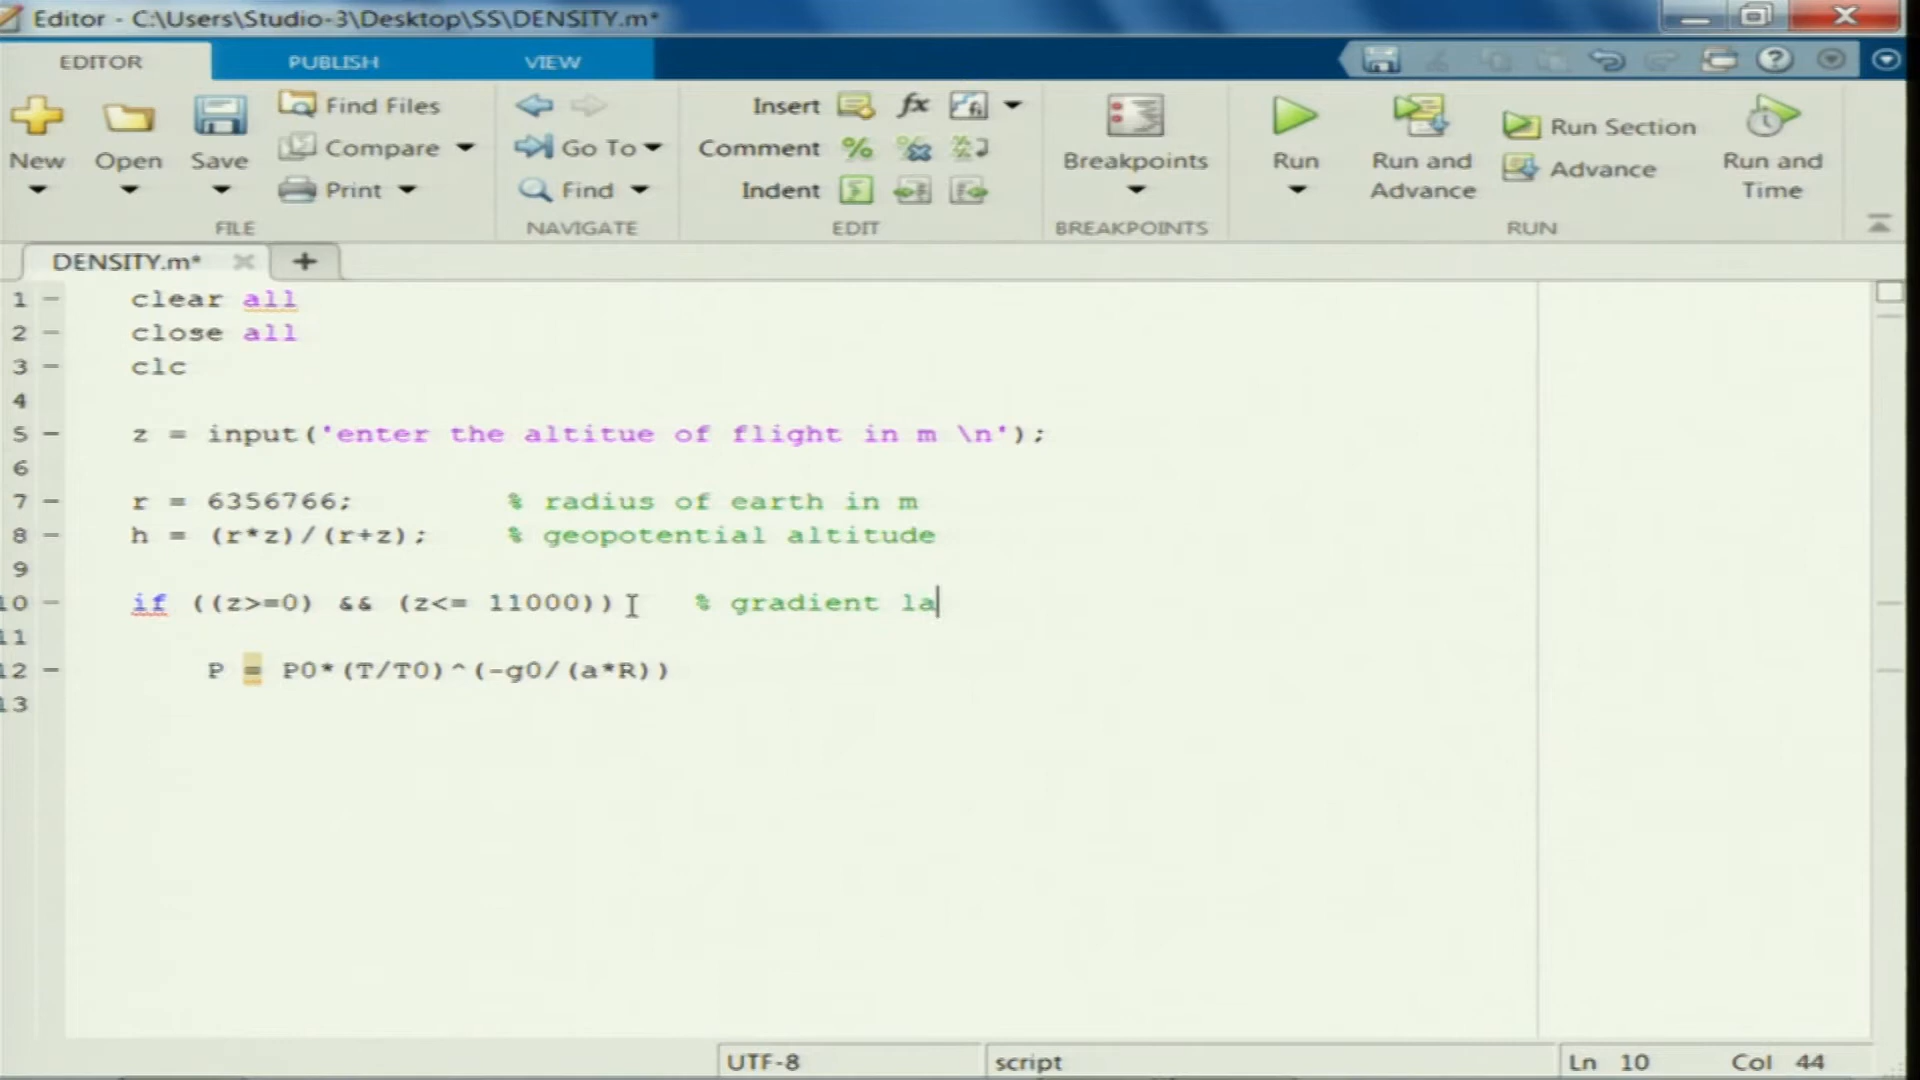 Editor - C:\Users\Studio-3\Desktop\SS\DENSITY.m*
EDITOR PUBLISH VIEW
Find Files Insert fx
New Open Save Compare Go To Comment Breakpoints Run Run and Advance Run Section Run and Time
Print Find Indent Advance
FILE NAVIGATE EDIT BREAKPOINTS RUN
DENSITY.m*
1 clear all
2 close all
3 clc
4
5 z = input('enter the altitue of flight in m \n');
6
7 r = 6356766; % radius of earth in m
8 h = (r*z)/(r+z); % geopotential altitude
9
10 if ((z>=0) && (z<= 11000)) % gradient la
11
12 P = P0*(T/T0)^(-g0/(a*R))
13
UTF-8 script Ln 10 Col 44